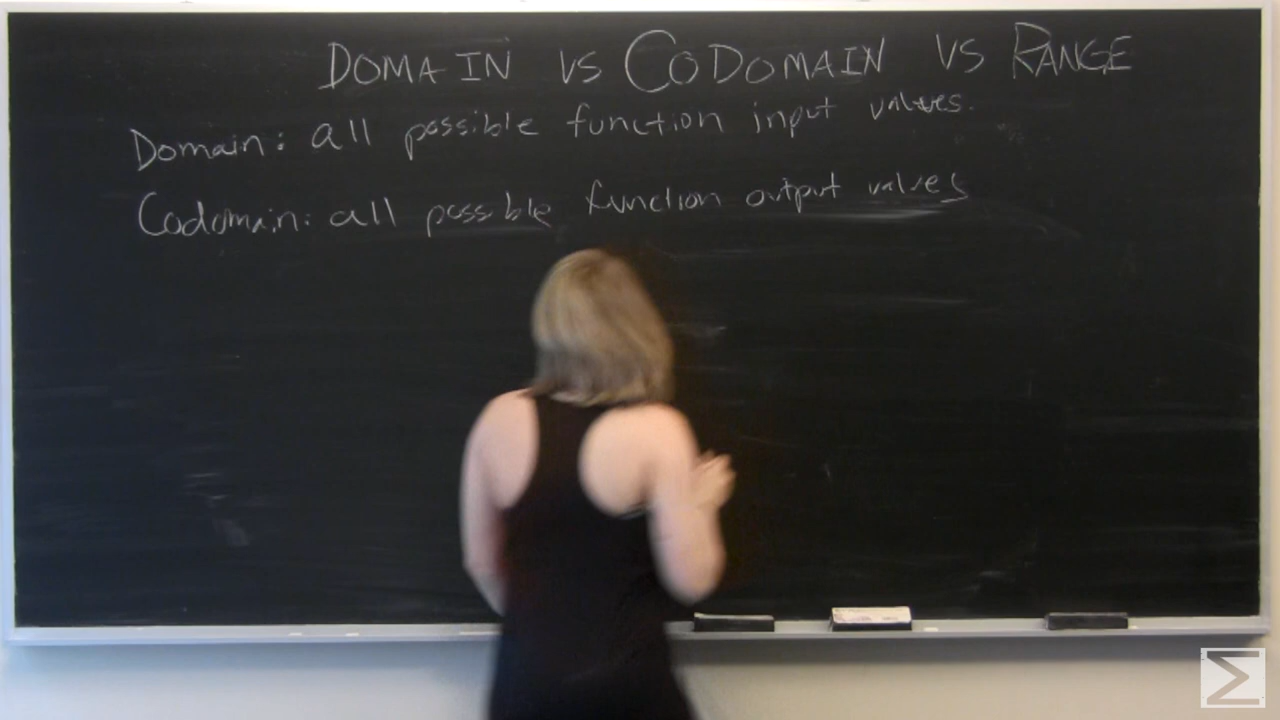 DOMAIN VS CODOMAIN VS RANGE
Domain: all possible function input values.
Codomain: all possible function output values
Σ